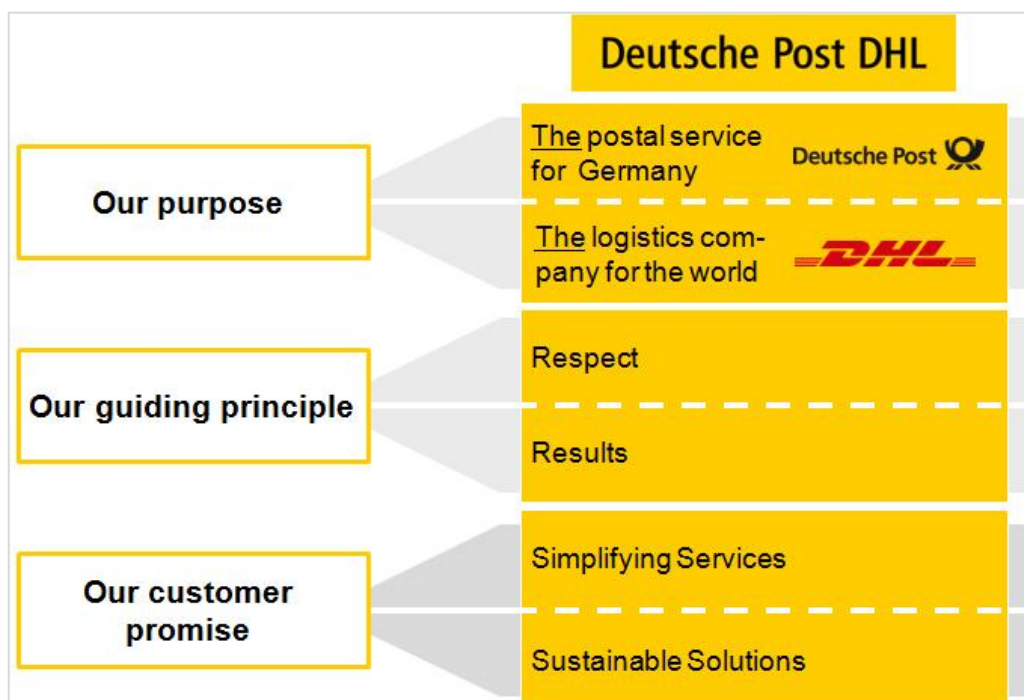 Deutsche Post DHL
Our purpose
The postal service
for Germany
Deutsche Post
The logistics com-
pany for the world
DHL
Our guiding principle
Respect
Results
Our customer
promise
Simplifying Services
Sustainable Solutions